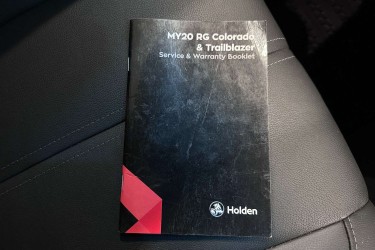 MY20 RG Colorado
& Trailblazer
Service & Warranty Booklet
Holden